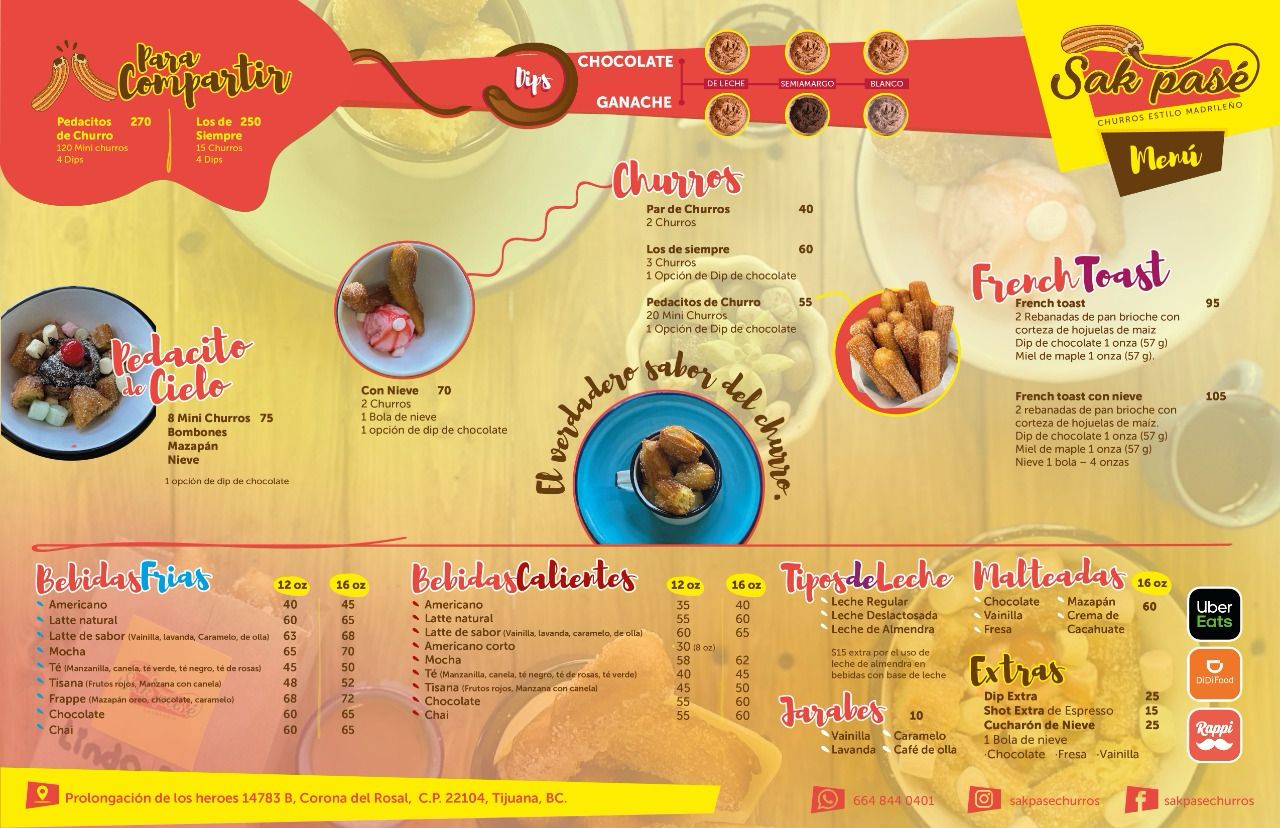 Para
Compartir
Pedacitos 270
de Churro
120 Mini churros
4 Dips
Los de 250
Siempre
15 Churros
4 Dips
Dips
CHOCOLATE
GANACHE
DE LECHE
SEMIAMARGO
BLANCO
Sak pasé
CHURROS ESTILO MADRILEÑO
Menú
Churros
Par de Churros 40
2 Churros
Los de siempre 60
3 Churros
1 Opción de Dip de chocolate
Pedacitos de Churro 55
20 Mini Churros
1 Opción de Dip de chocolate
FrenchToast
French toast 95
2 Rebanadas de pan brioche con
corteza de hojuelas de maiz
Dip de chocolate 1 onza (57 g)
Miel de maple 1 onza (57 g).
French toast con nieve 105
2 rebanadas de pan brioche con
corteza de hojuelas de maíz.
Dip de chocolate 1 onza (57 g)
Miel de maple 1 onza (57 g)
Nieve 1 bola – 4 onzas
Pedacito
de Cielo
8 Mini Churros 75
Bombones
Mazapán
Nieve
1 opción de dip de chocolate
Con Nieve 70
2 Churros
1 Bola de nieve
1 opción de dip de chocolate
El verdadero sabor del churro.
BebidasFrias 12 oz 16 oz
Americano 40 45
Latte natural 60 65
Latte de sabor (Vainilla, lavanda, Caramelo, de olla) 63 68
Mocha 65 70
Té (Manzanilla, canela, té verde, té negro, té de rosas) 45 50
Tisana (Frutos rojos, Manzana con canela) 48 52
Frappe (Mazapán oreo, chocolate, caramelo) 68 72
Chocolate 60 65
Chai 60 65
BebidasCalientes 12 oz 16 oz
Americano 35 40
Latte natural 55 60
Latte de sabor (Vainilla, lavanda, caramelo, de olla) 60 65
Americano corto 30 (8 oz)
Mocha 58 62
Té (Manzanilla, canela, té negro, té de rosas, té verde) 40 45
Tisana (Frutos rojos, Manzana con canela) 45 50
Chocolate 55 60
Chai 55 60
TiposdeLeche
Leche Regular
Leche Deslactosada
Leche de Almendra
$15 extra por el uso de
leche de almendra en
bebidas con base de leche
Jarabes 10
Vainilla Caramelo
Lavanda Café de olla
Malteadas 16 oz
Chocolate Mazapán 60
Vainilla Crema de
Fresa Cacahuate
Extras
Dip Extra 25
Shot Extra de Espresso 15
Cucharón de Nieve 25
1 Bola de nieve
·Chocolate ·Fresa ·Vainilla
Uber
Eats
DiDiFood
Rappi
Prolongación de los heroes 14783 B, Corona del Rosal, C.P. 22104, Tijuana, BC.
664 844 0401
sakpasechurros
sakpasechurros